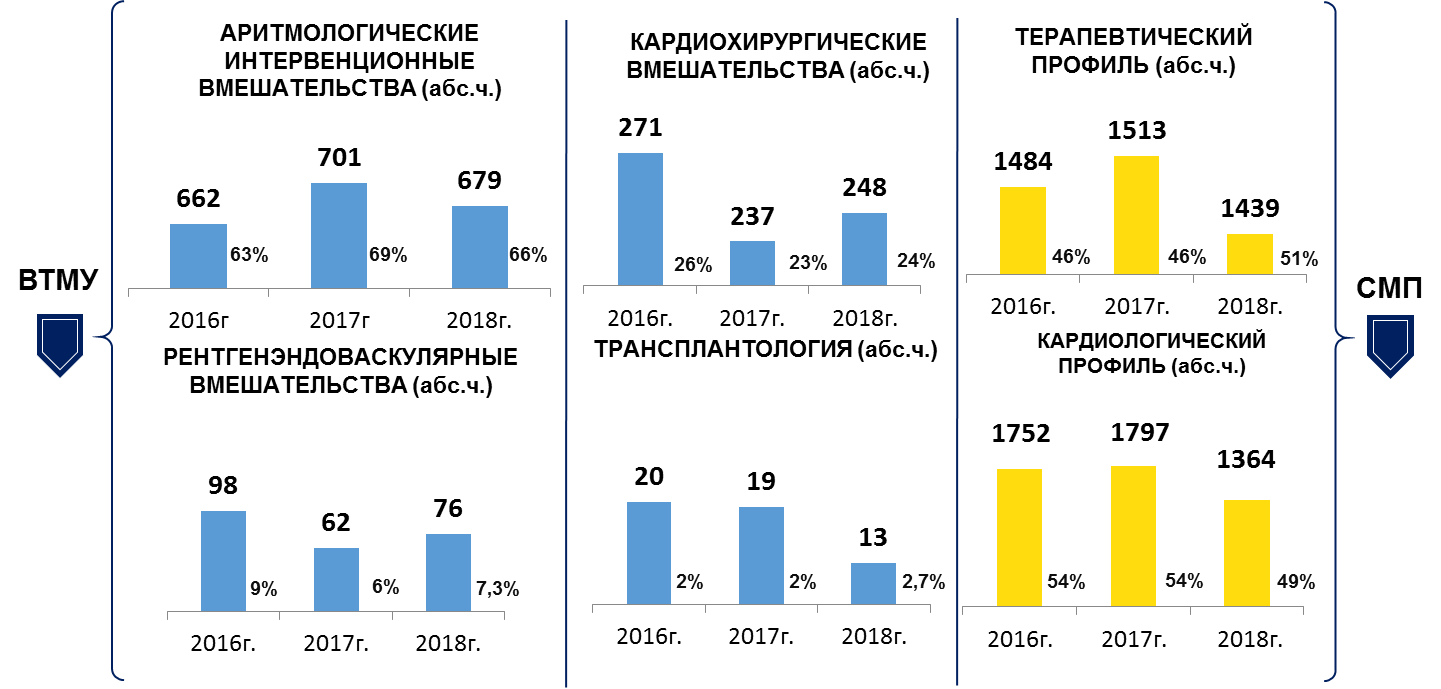 ВТМУ
АРИТМОЛОГИЧЕСКИЕ
ИНТЕРВЕНЦИОННЫЕ
ВМЕШАТЕЛЬСТВА (абс.ч.)
662
701
679
63%
69%
66%
2016г
2017г
2018г.
РЕНТГЕНЭНДОВАСКУЛЯРНЫЕ
ВМЕШАТЕЛЬСТВА (абс.ч.)
98
62
76
9%
6%
7,3%
2016г.
2017г.
2018г.
КАРДИОХИРУРГИЧЕСКИЕ
ВМЕШАТЕЛЬСТВА (абс.ч.)
271
237
248
26%
23%
24%
2016г.
2017г.
2018г.
ТРАНСПЛАНТОЛОГИЯ (абс.ч.)
20
19
13
2%
2%
2,7%
2016г.
2017г.
2018г.
ТЕРАПЕВТИЧЕСКИЙ
ПРОФИЛЬ (абс.ч.)
1484
1513
1439
46%
46%
51%
2016г.
2017г.
2018г.
КАРДИОЛОГИЧЕСКИЙ
ПРОФИЛЬ (абс.ч.)
1752
1797
1364
54%
54%
49%
2016г.
2017г.
2018г.
СМП